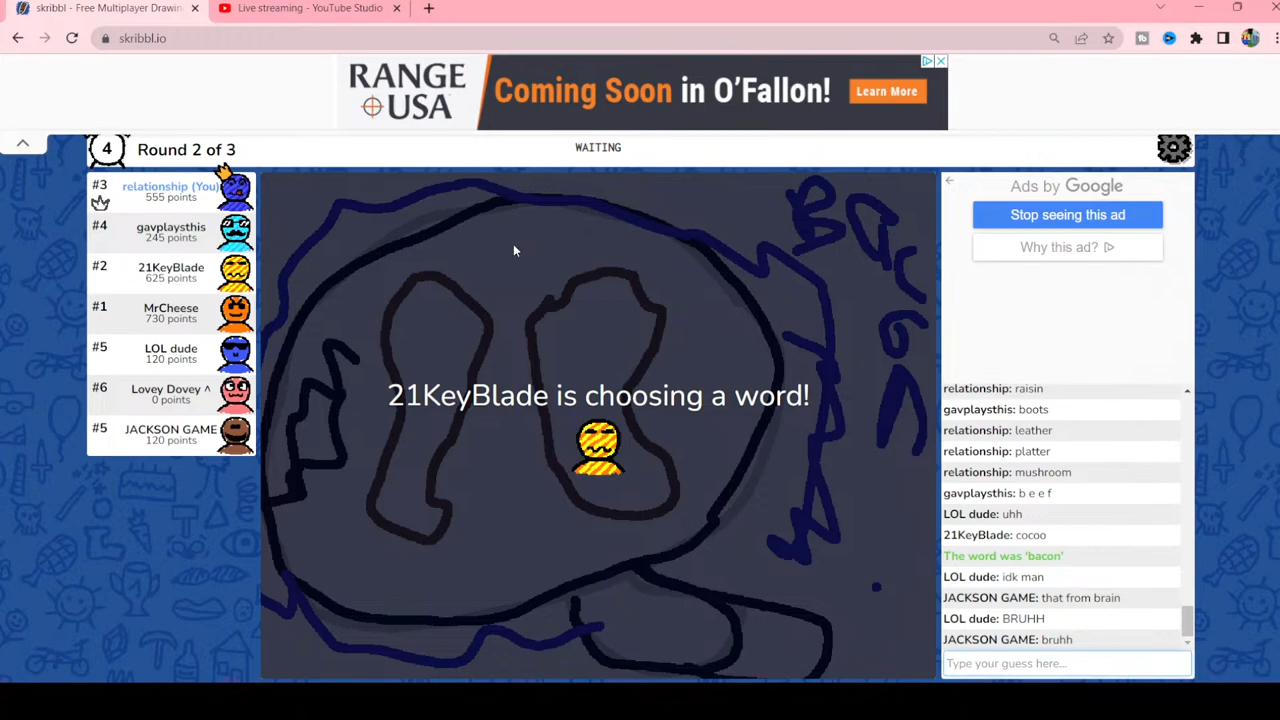 skribbl - Free Multiplayer Drawin
Live streaming - YouTube Studio
skribbl.io
RANGE
USA
Coming Soon in O'Fallon!
Learn More
4
Round 2 of 3
WAITING
#3
relationship (You)
555 points
#4
gavplaysthis
245 points
#2
21KeyBlade
625 points
#1
MrCheese
730 points
#5
LOL dude
120 points
#6
Lovey Dovey ^
0 points
#5
JACKSON GAME
120 points
Bacon
21KeyBlade is choosing a word!
Ads by Google
Stop seeing this ad
Why this ad?
relationship: raisin
gavplaysthis: boots
relationship: leather
relationship: platter
relationship: mushroom
gavplaysthis: b e e f
LOL dude: uhh
21KeyBlade: cocoo
The word was 'bacon'
LOL dude: idk man
JACKSON GAME: that from brain
LOL dude: BRUHH
JACKSON GAME: bruhh
Type your guess here...